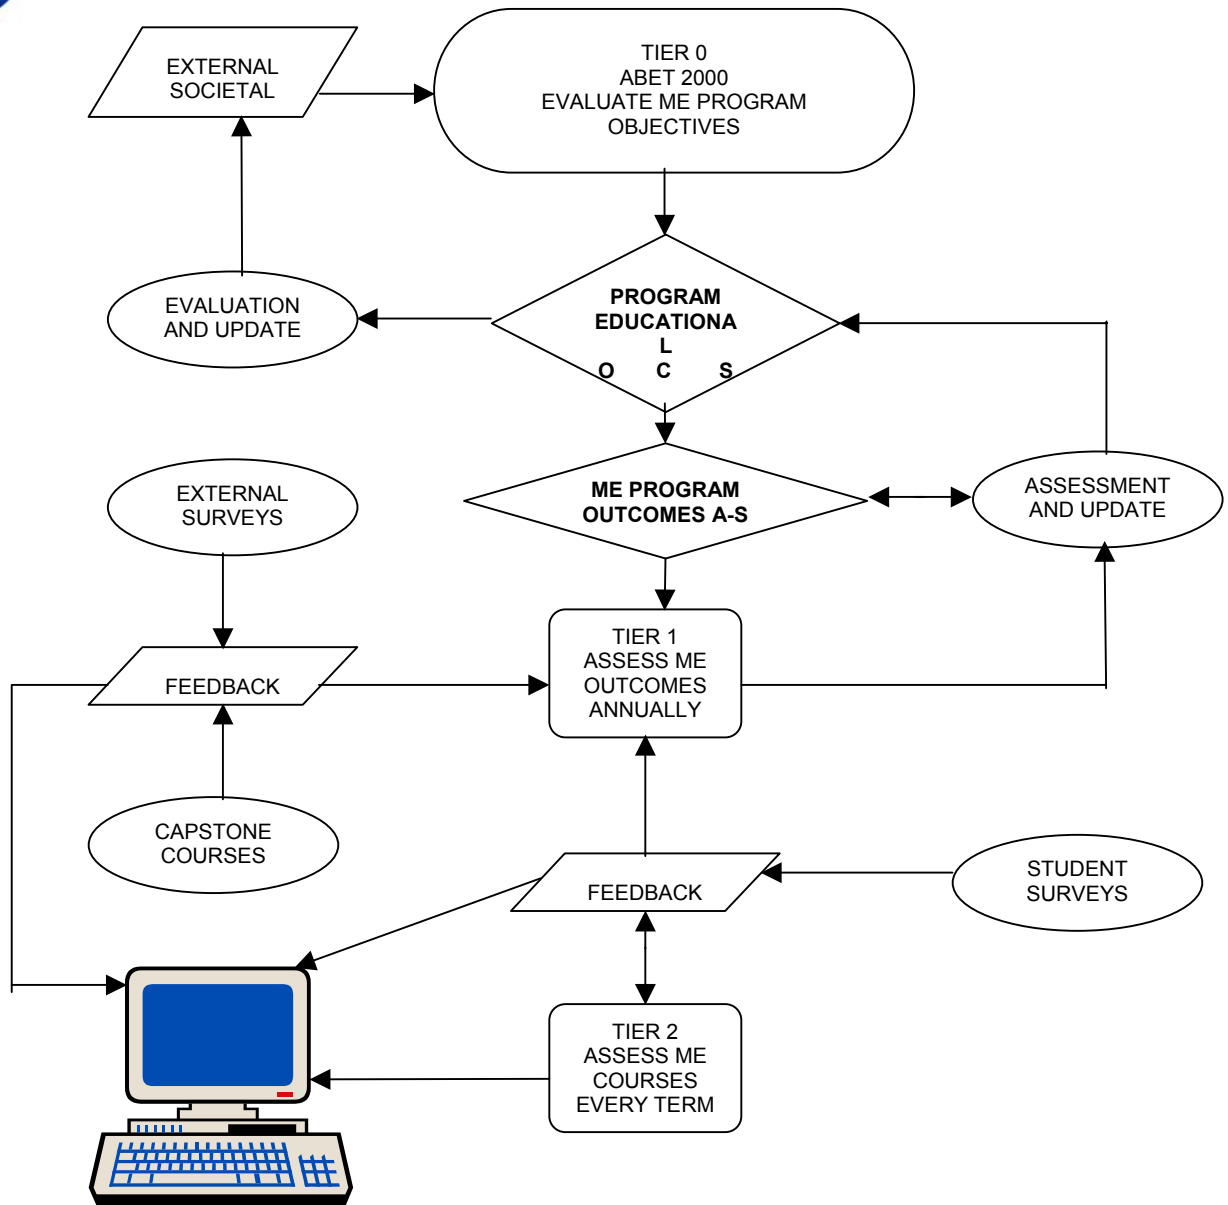 EXTERNAL
SOCIETAL
TIER 0
ABET 2000
EVALUATE ME PROGRAM
OBJECTIVES
EVALUATION
AND UPDATE
PROGRAM
EDUCATIONA
L
O C S
EXTERNAL
SURVEYS
ME PROGRAM
OUTCOMES A-S
ASSESSMENT
AND UPDATE
FEEDBACK
TIER 1
ASSESS ME
OUTCOMES
ANNUALLY
CAPSTONE
COURSES
FEEDBACK
STUDENT
SURVEYS
TIER 2
ASSESS ME
COURSES
EVERY TERM